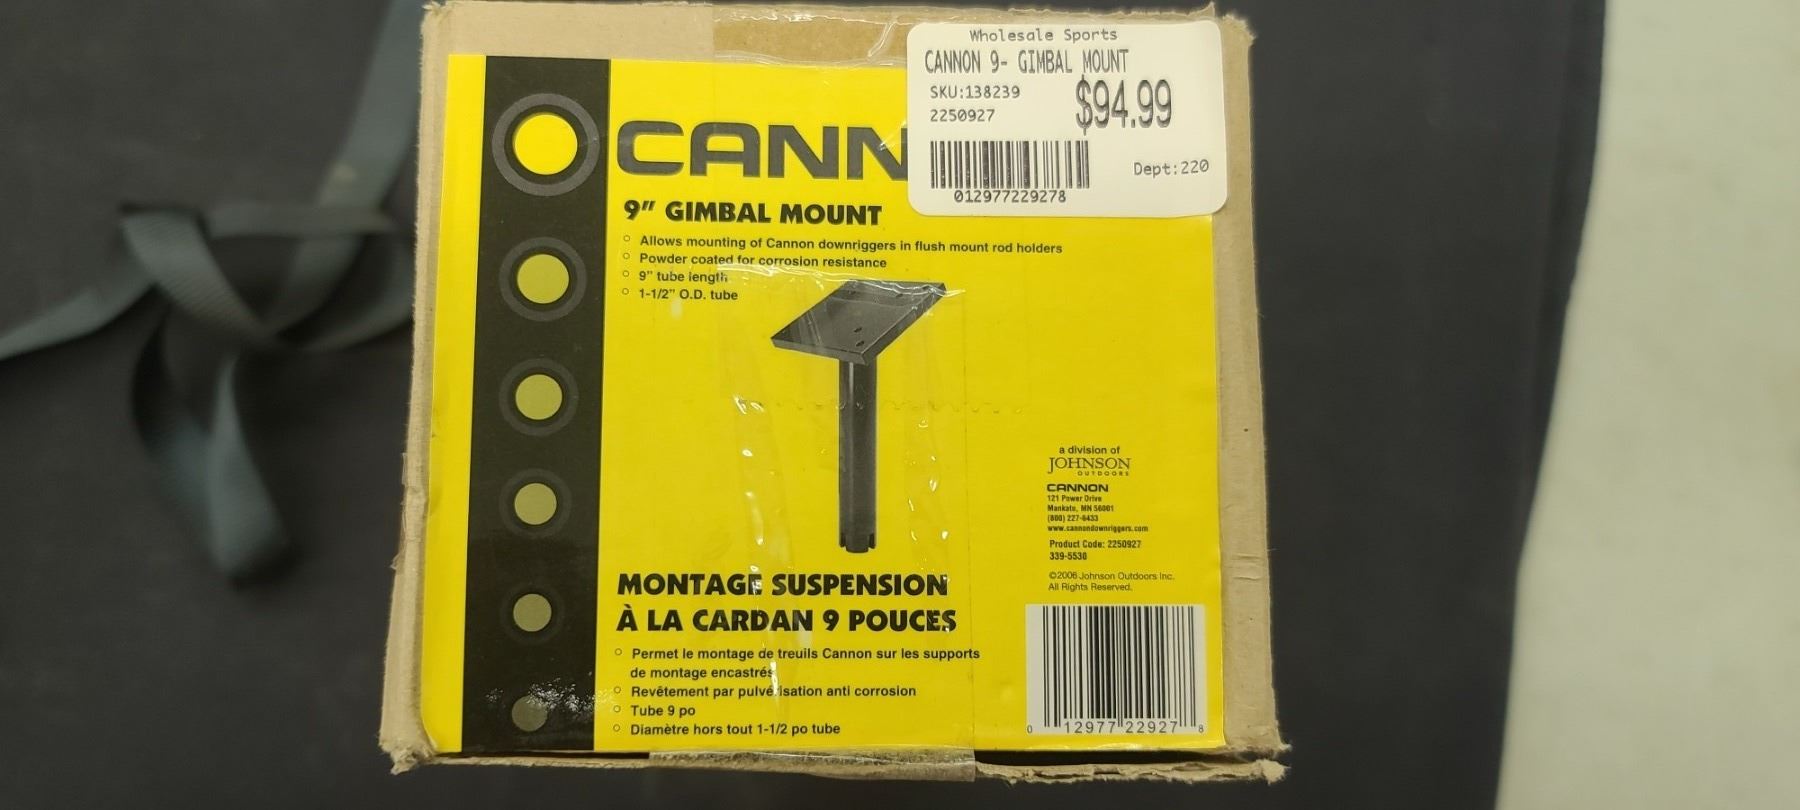 Wholesale Sports
CANNON 9- GIMBAL MOUNT
SKU:138239
$94.99
2250927
Dept:220
012977229278
CANN
9” GIMBAL MOUNT
Allows mounting of Cannon downriggers in flush mount rod holders
Powder coated for corrosion resistance
9” tube length
1-1/2” O.D. tube
a division of
JOHNSON
OUTDOORS
CANNON
121 Power Drive
Mankato, MN 56001
(800) 227-6433
www.cannondownriggers.com
Product Code: 2250927
339-5530
©2006 Johnson Outdoors Inc.
All Rights Reserved.
MONTAGE SUSPENSION
À LA CARDAN 9 POUCES
Permet le montage de treuils Cannon sur les supports
de montage encastrés
Revêtement par pulvérisation anti corrosion
Tube 9 po
Diamètre hors tout 1-1/2 po tube
0 12977 22927 8